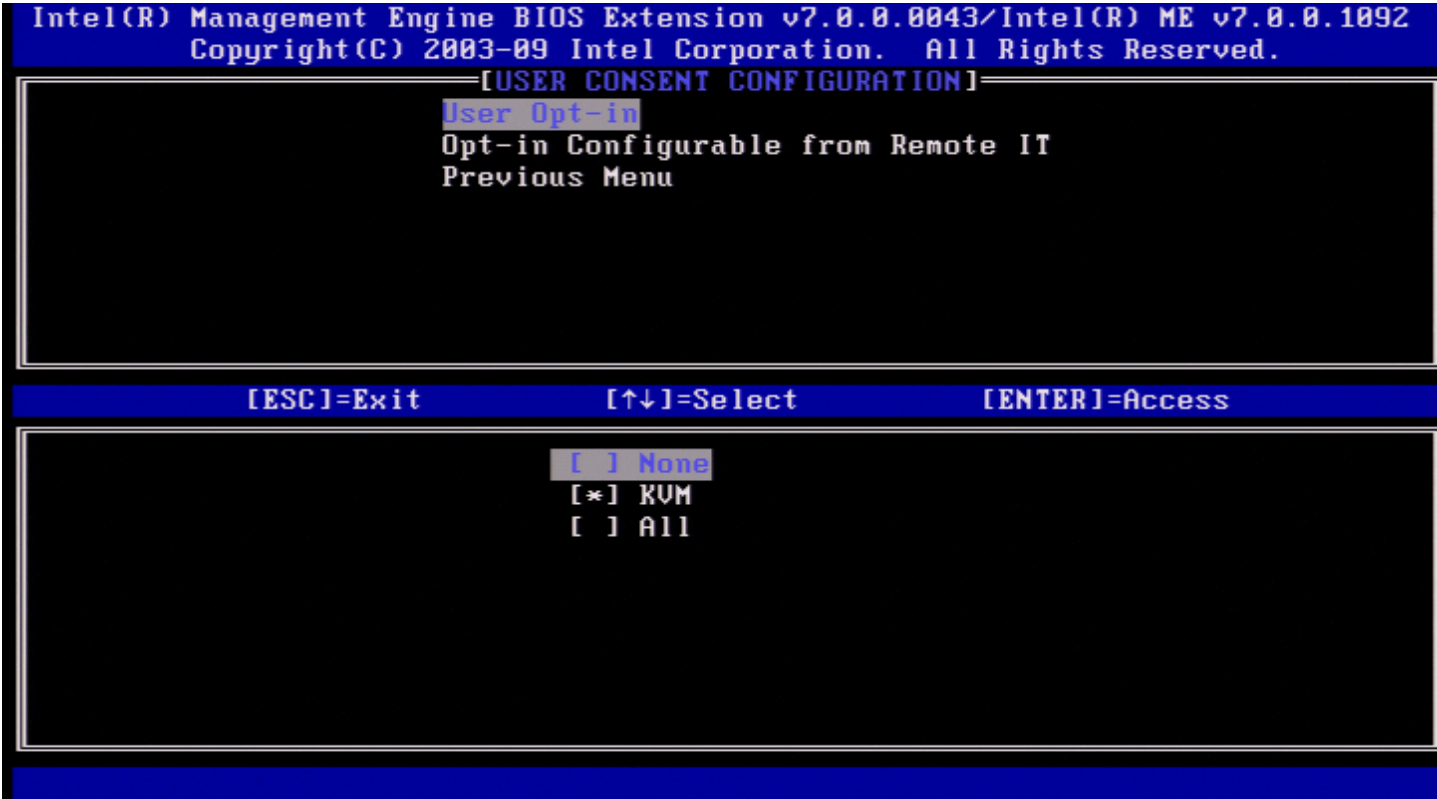 Intel(R) Management Engine BIOS Extension v7.0.0.0043/Intel(R) ME v7.0.0.1092
Copyright(C) 2003-09 Intel Corporation. All Rights Reserved.
[USER CONSENT CONFIGURATION]
User Opt-in
Opt-in Configurable from Remote IT
Previous Menu
[ESC]=Exit [↑↓]=Select [ENTER]=Access
[ ] None
[*] KVM
[ ] All